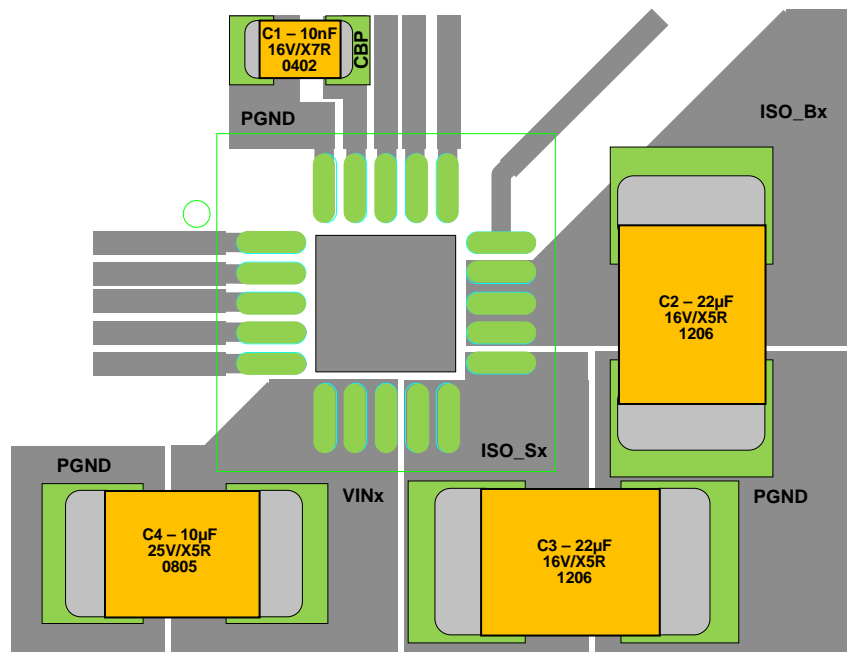 C1 – 10nF
16V/X7R
0402
CBP
PGND
ISO_Bx
C2 – 22µF
16V/X5R
1206
ISO_Sx
PGND
VINx
PGND
C4 – 10µF
25V/X5R
0805
C3 – 22µF
16V/X5R
1206